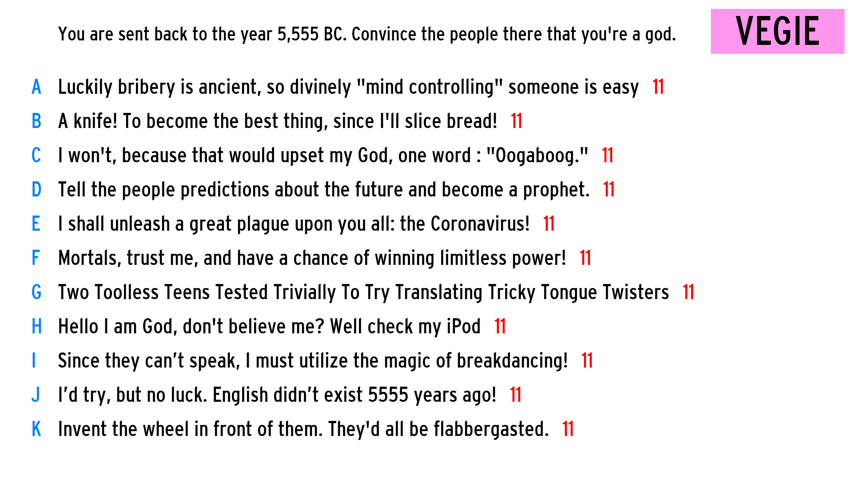 You are sent back to the year 5,555 BC. Convince the people there that you're a god.
VEGIE
A Luckily bribery is ancient, so divinely "mind controlling" someone is easy 11
B A knife! To become the best thing, since I'll slice bread! 11
C I won't, because that would upset my God, one word : "Oogaboog." 11
D Tell the people predictions about the future and become a prophet. 11
E I shall unleash a great plague upon you all: the Coronavirus! 11
F Mortals, trust me, and have a chance of winning limitless power! 11
G Two Toolless Teens Tested Trivially To Try Translating Tricky Tongue Twisters 11
H Hello I am God, don't believe me? Well check my iPod 11
I Since they can’t speak, I must utilize the magic of breakdancing! 11
J I’d try, but no luck. English didn’t exist 5555 years ago! 11
K Invent the wheel in front of them. They'd all be flabbergasted. 11